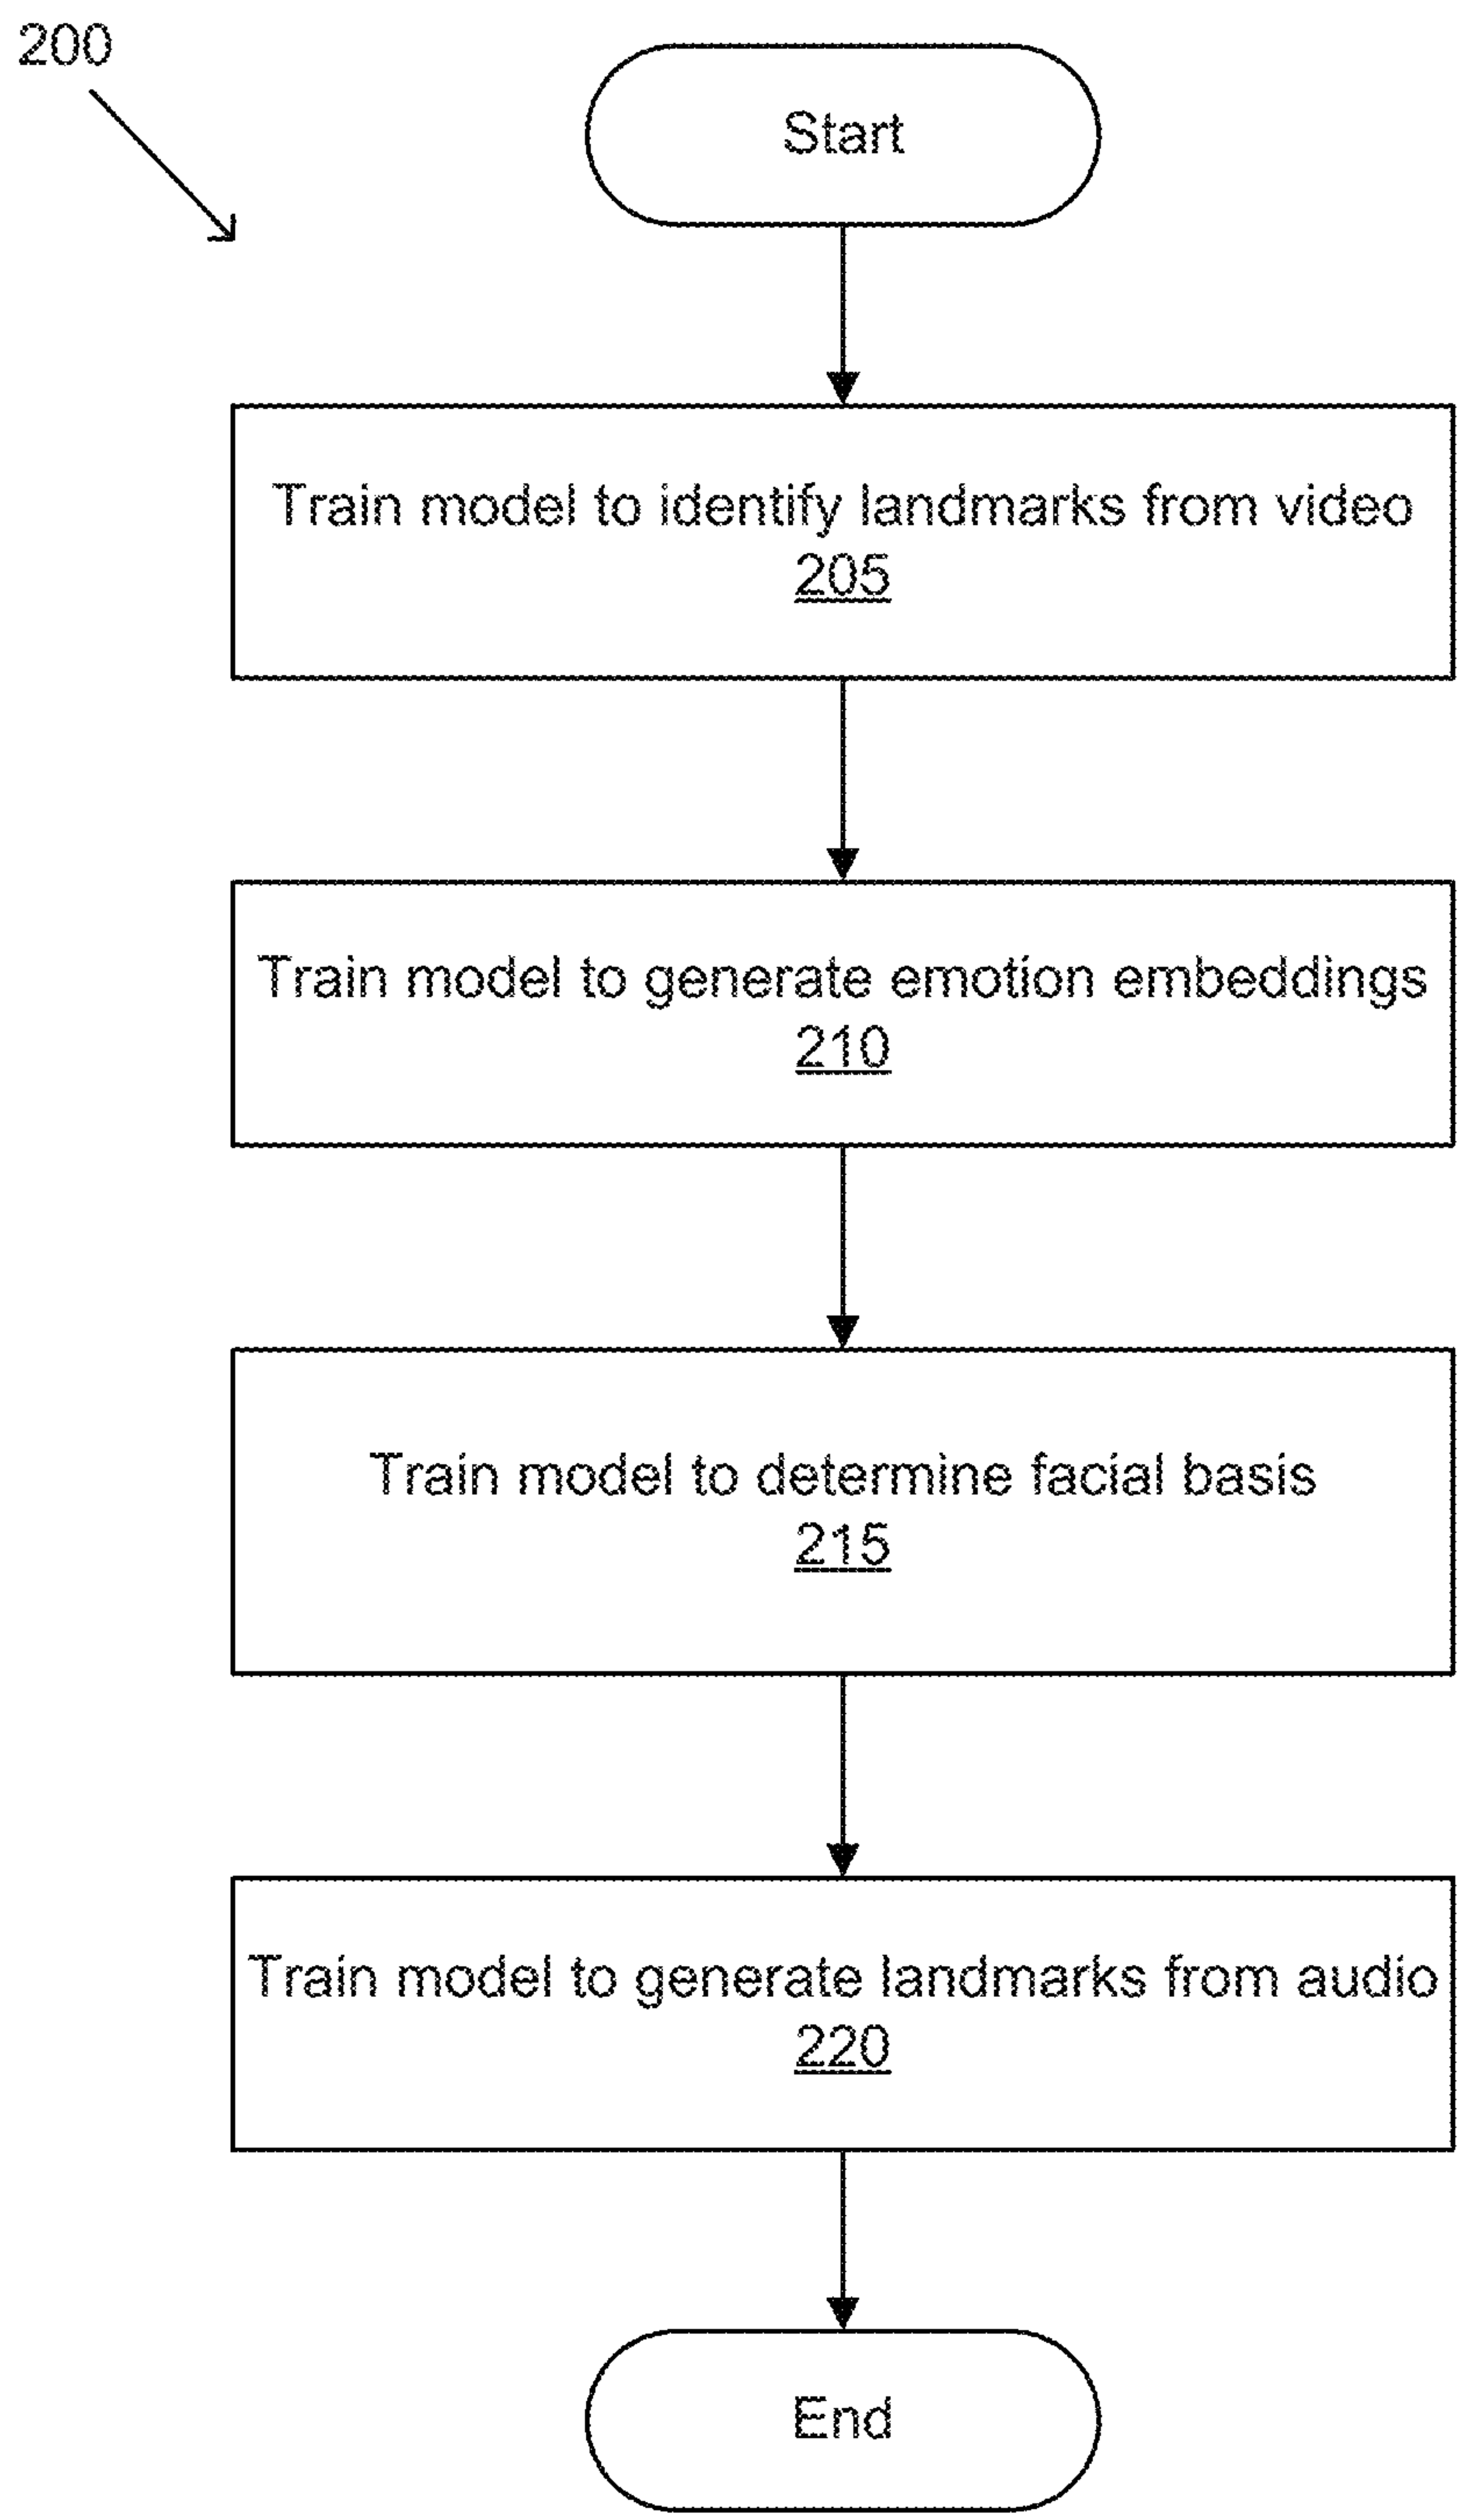 200
Start
Train model to identify landmarks from video
205
Train model to generate emotion embeddings
210
Train model to determine facial basis
215
Train model to generate landmarks from audio
220
End